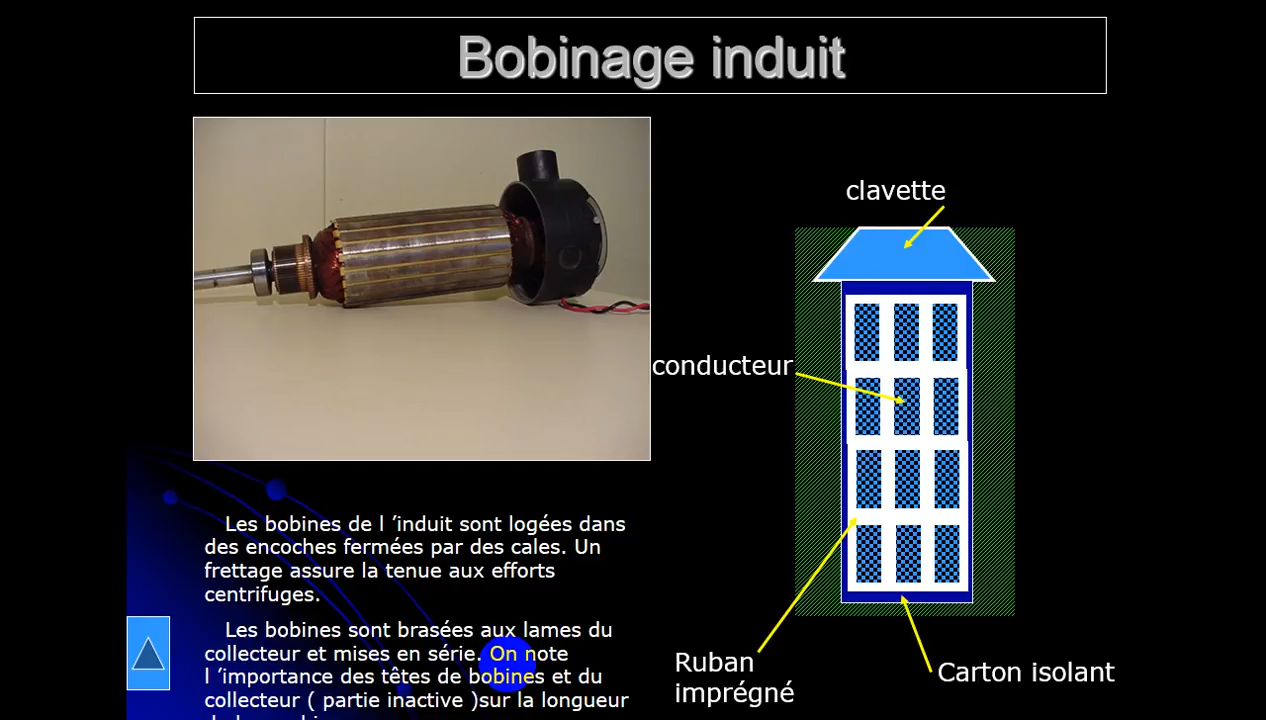 Bobinage induit
clavette
conducteur
Les bobines de l ’induit sont logées dans
des encoches fermées par des cales. Un
frettage assure la tenue aux efforts
centrifuges.
Les bobines sont brasées aux lames du
collecteur et mises en série. On note
l ’importance des têtes de bobines et du
collecteur ( partie inactive )sur la longueur
Ruban
imprégné
Carton isolant